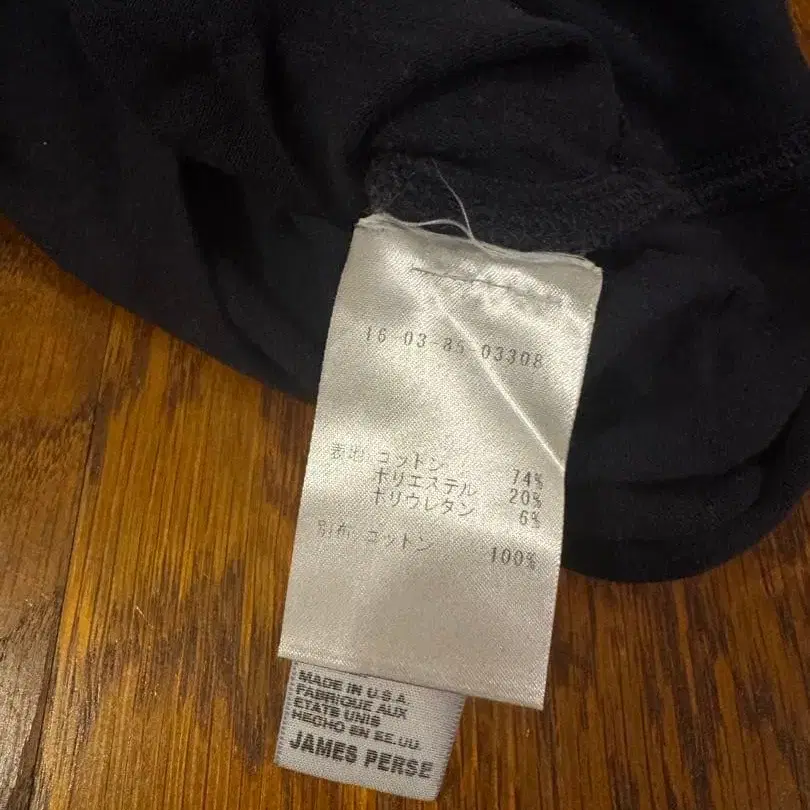 16 03-85 03308
表地 コットン 74%
ポリエステル 20%
ポリウレタン 6%
別布 コットン 100%
MADE IN U.S.A.
FABRIQUE AUX
ETATS UNIS
HECHO EN EE.UU.
JAMES PERSE